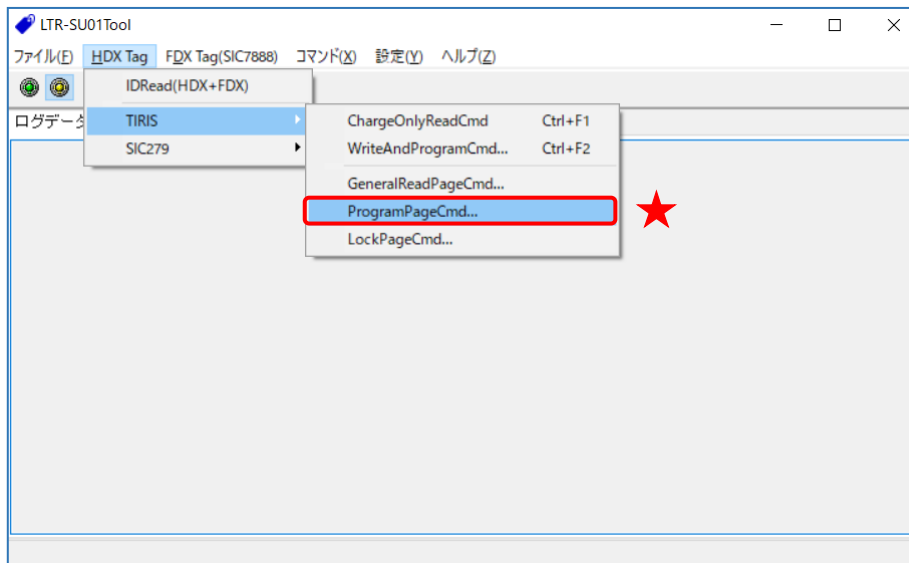 LTR-SU01Tool
ファイル(F) HDX Tag FDX Tag(SIC7888) コマンド(X) 設定(Y) ヘルプ(Z)
IDRead(HDX+FDX)
ログデータ
TIRIS
SIC279
ChargeOnlyReadCmd Ctrl+F1
WriteAndProgramCmd... Ctrl+F2
GeneralReadPageCmd...
ProgramPageCmd...
LockPageCmd...